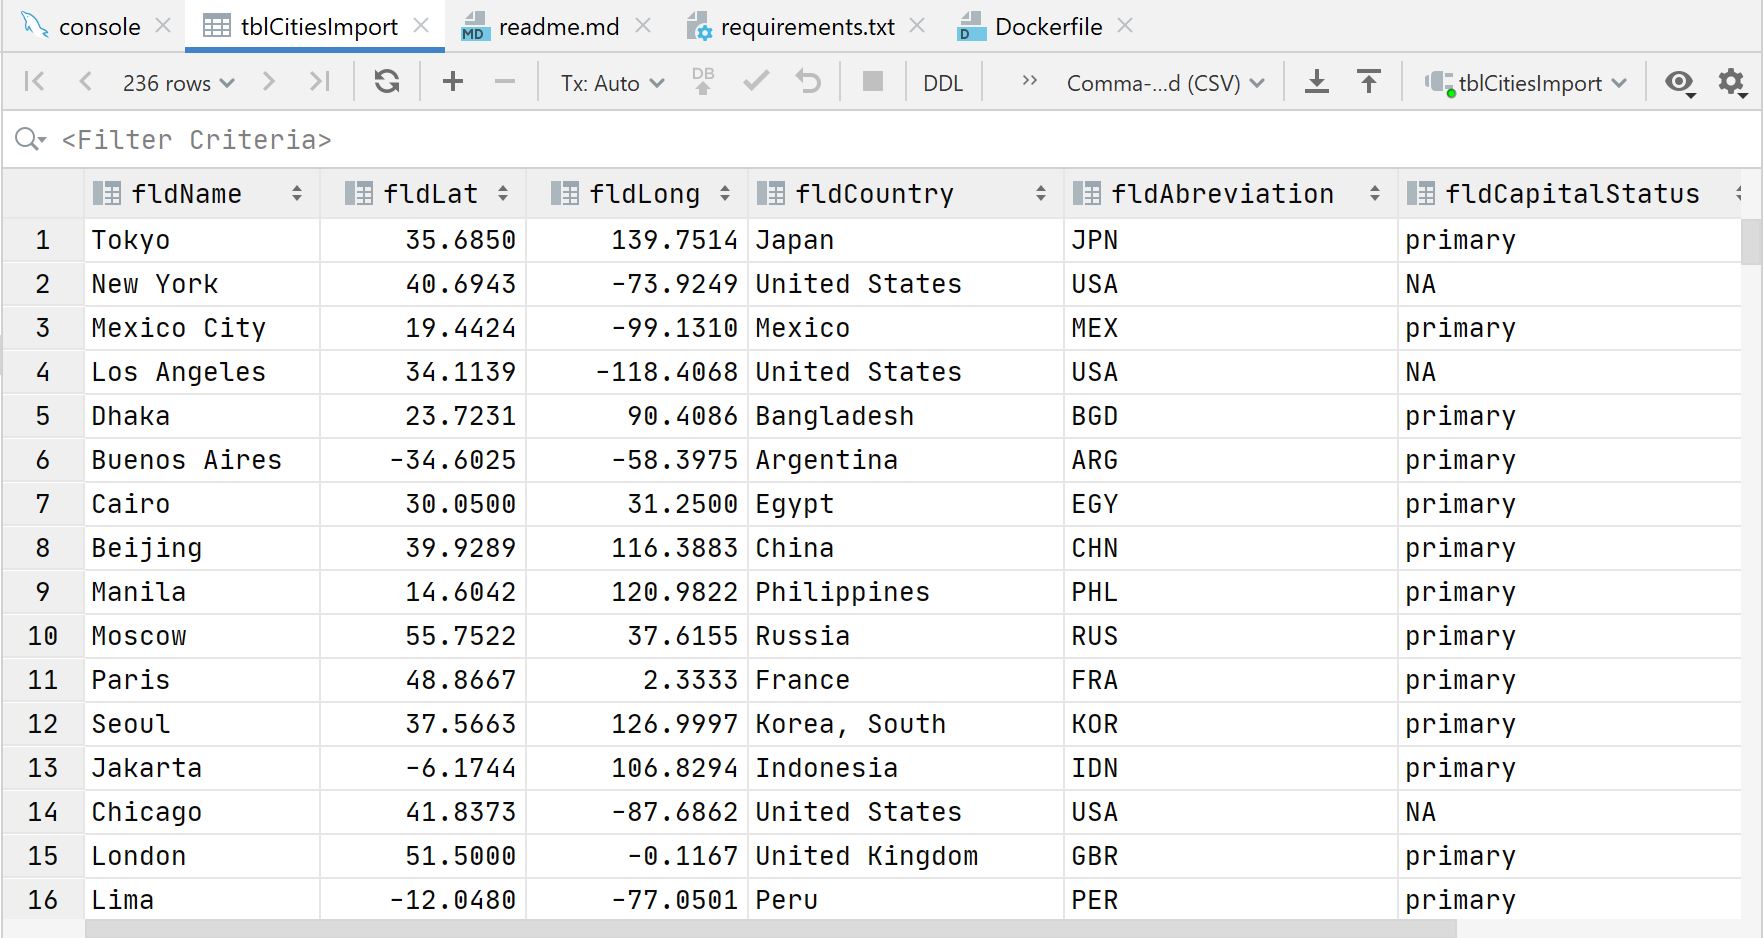 console tblCitiesImport readme.md requirements.txt Dockerfile
236 rows Tx: Auto DB DDL Comma-...d (CSV) tblCitiesImport
<Filter Criteria>
fldName fldLat fldLong fldCountry fldAbreviation fldCapitalStatus
1 Tokyo 35.6850 139.7514 Japan JPN primary
2 New York 40.6943 -73.9249 United States USA NA
3 Mexico City 19.4424 -99.1310 Mexico MEX primary
4 Los Angeles 34.1139 -118.4068 United States USA NA
5 Dhaka 23.7231 90.4086 Bangladesh BGD primary
6 Buenos Aires -34.6025 -58.3975 Argentina ARG primary
7 Cairo 30.0500 31.2500 Egypt EGY primary
8 Beijing 39.9289 116.3883 China CHN primary
9 Manila 14.6042 120.9822 Philippines PHL primary
10 Moscow 55.7522 37.6155 Russia RUS primary
11 Paris 48.8667 2.3333 France FRA primary
12 Seoul 37.5663 126.9997 Korea, South KOR primary
13 Jakarta -6.1744 106.8294 Indonesia IDN primary
14 Chicago 41.8373 -87.6862 United States USA NA
15 London 51.5000 -0.1167 United Kingdom GBR primary
16 Lima -12.0480 -77.0501 Peru PER primary